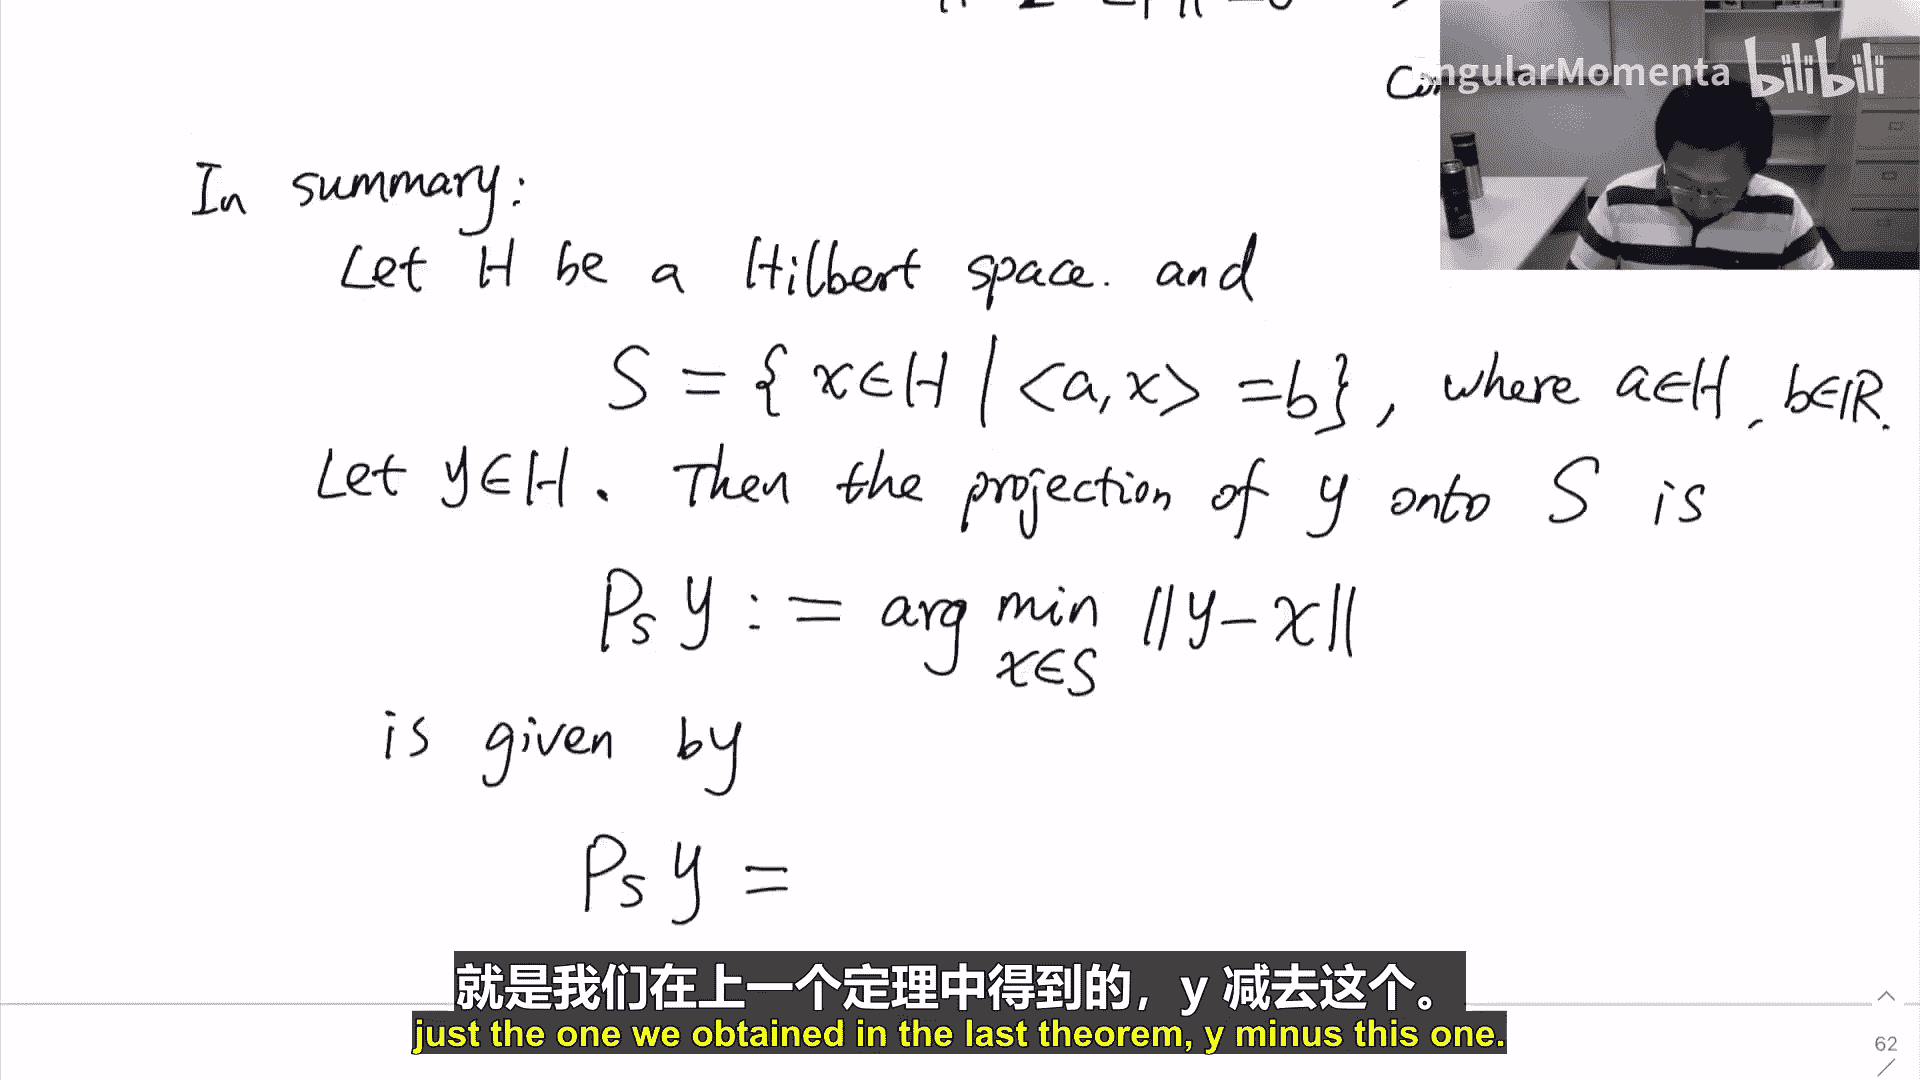 ngularMomenta bilibili
In summary:
Let H be a Hilbert space. and
S = { x∈H | <a, x> = b }, where a∈H, b∈ℝ.
Let y∈H. Then the projection of y onto S is
P_S y := arg min ‖y − x‖
x∈S
is given by
P_S y =
就是我们在上一个定理中得到的，y 减去这个。
just the one we obtained in the last theorem, y minus this one.
62